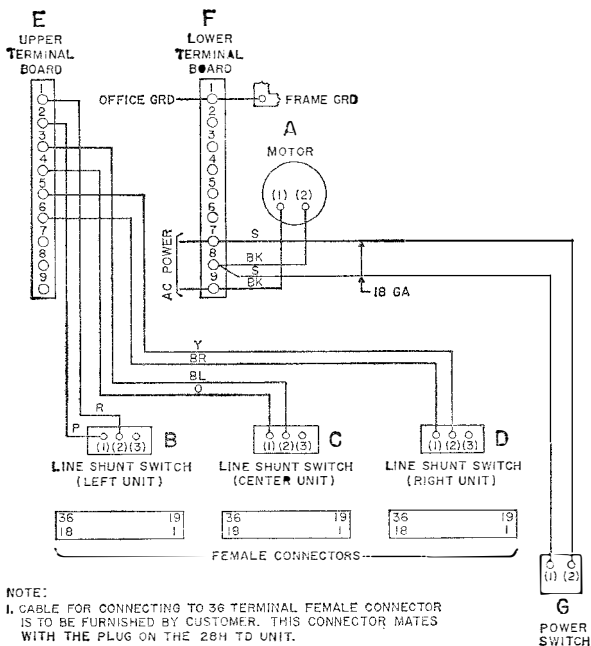 E
UPPER
TERMINAL
BOARD
1
2
3
4
5
6
7
8
9
F
LOWER
TERMINAL
BOARD
1
2
3
4
5
6
7
8
9
OFFICE GRD
FRAME GRD
A
MOTOR
(1) (2)
AC POWER
S
BK
S
BK
18 GA
Y
BR
BL
O
R
P
(1) (2) (3)
B
LINE SHUNT SWITCH
(LEFT UNIT)
(1) (2) (3)
C
LINE SHUNT SWITCH
(CENTER UNIT)
(1) (2) (3)
D
LINE SHUNT SWITCH
(RIGHT UNIT)
36 19
18 1
36 19
18 1
36 19
18 1
FEMALE CONNECTORS
(1) (2)
G
POWER
SWITCH
NOTE:
1. CABLE FOR CONNECTING TO 36 TERMINAL FEMALE CONNECTOR
IS TO BE FURNISHED BY CUSTOMER. THIS CONNECTOR MATES
WITH THE PLUG ON THE 28H TD UNIT.